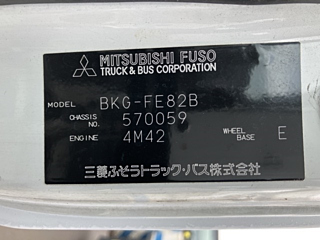 MITSUBISHI FUSO
TRUCK & BUS CORPORATION
MODEL BKG-FE82B
CHASSIS NO. 570059
ENGINE 4M42 WHEEL BASE E
三菱ふそうトラック・バス株式会社